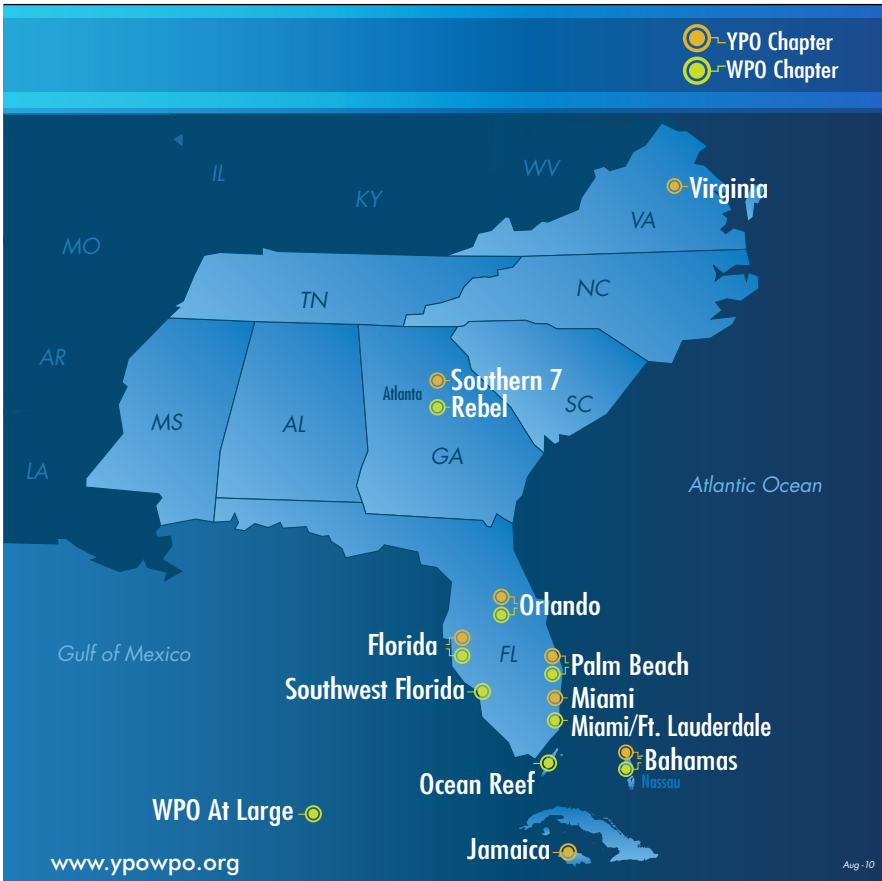 YPO Chapter
WPO Chapter
IL
WV
KY
Virginia
VA
MO
NC
TN
AR
Southern 7
Atlanta
Rebel
SC
MS
AL
GA
LA
Atlantic Ocean
Orlando
Florida
Gulf of Mexico
FL
Palm Beach
Southwest Florida
Miami
Miami/Ft. Lauderdale
Bahamas
Ocean Reef
Nassau
WPO At Large
Jamaica
www.ypowpo.org
Aug -10